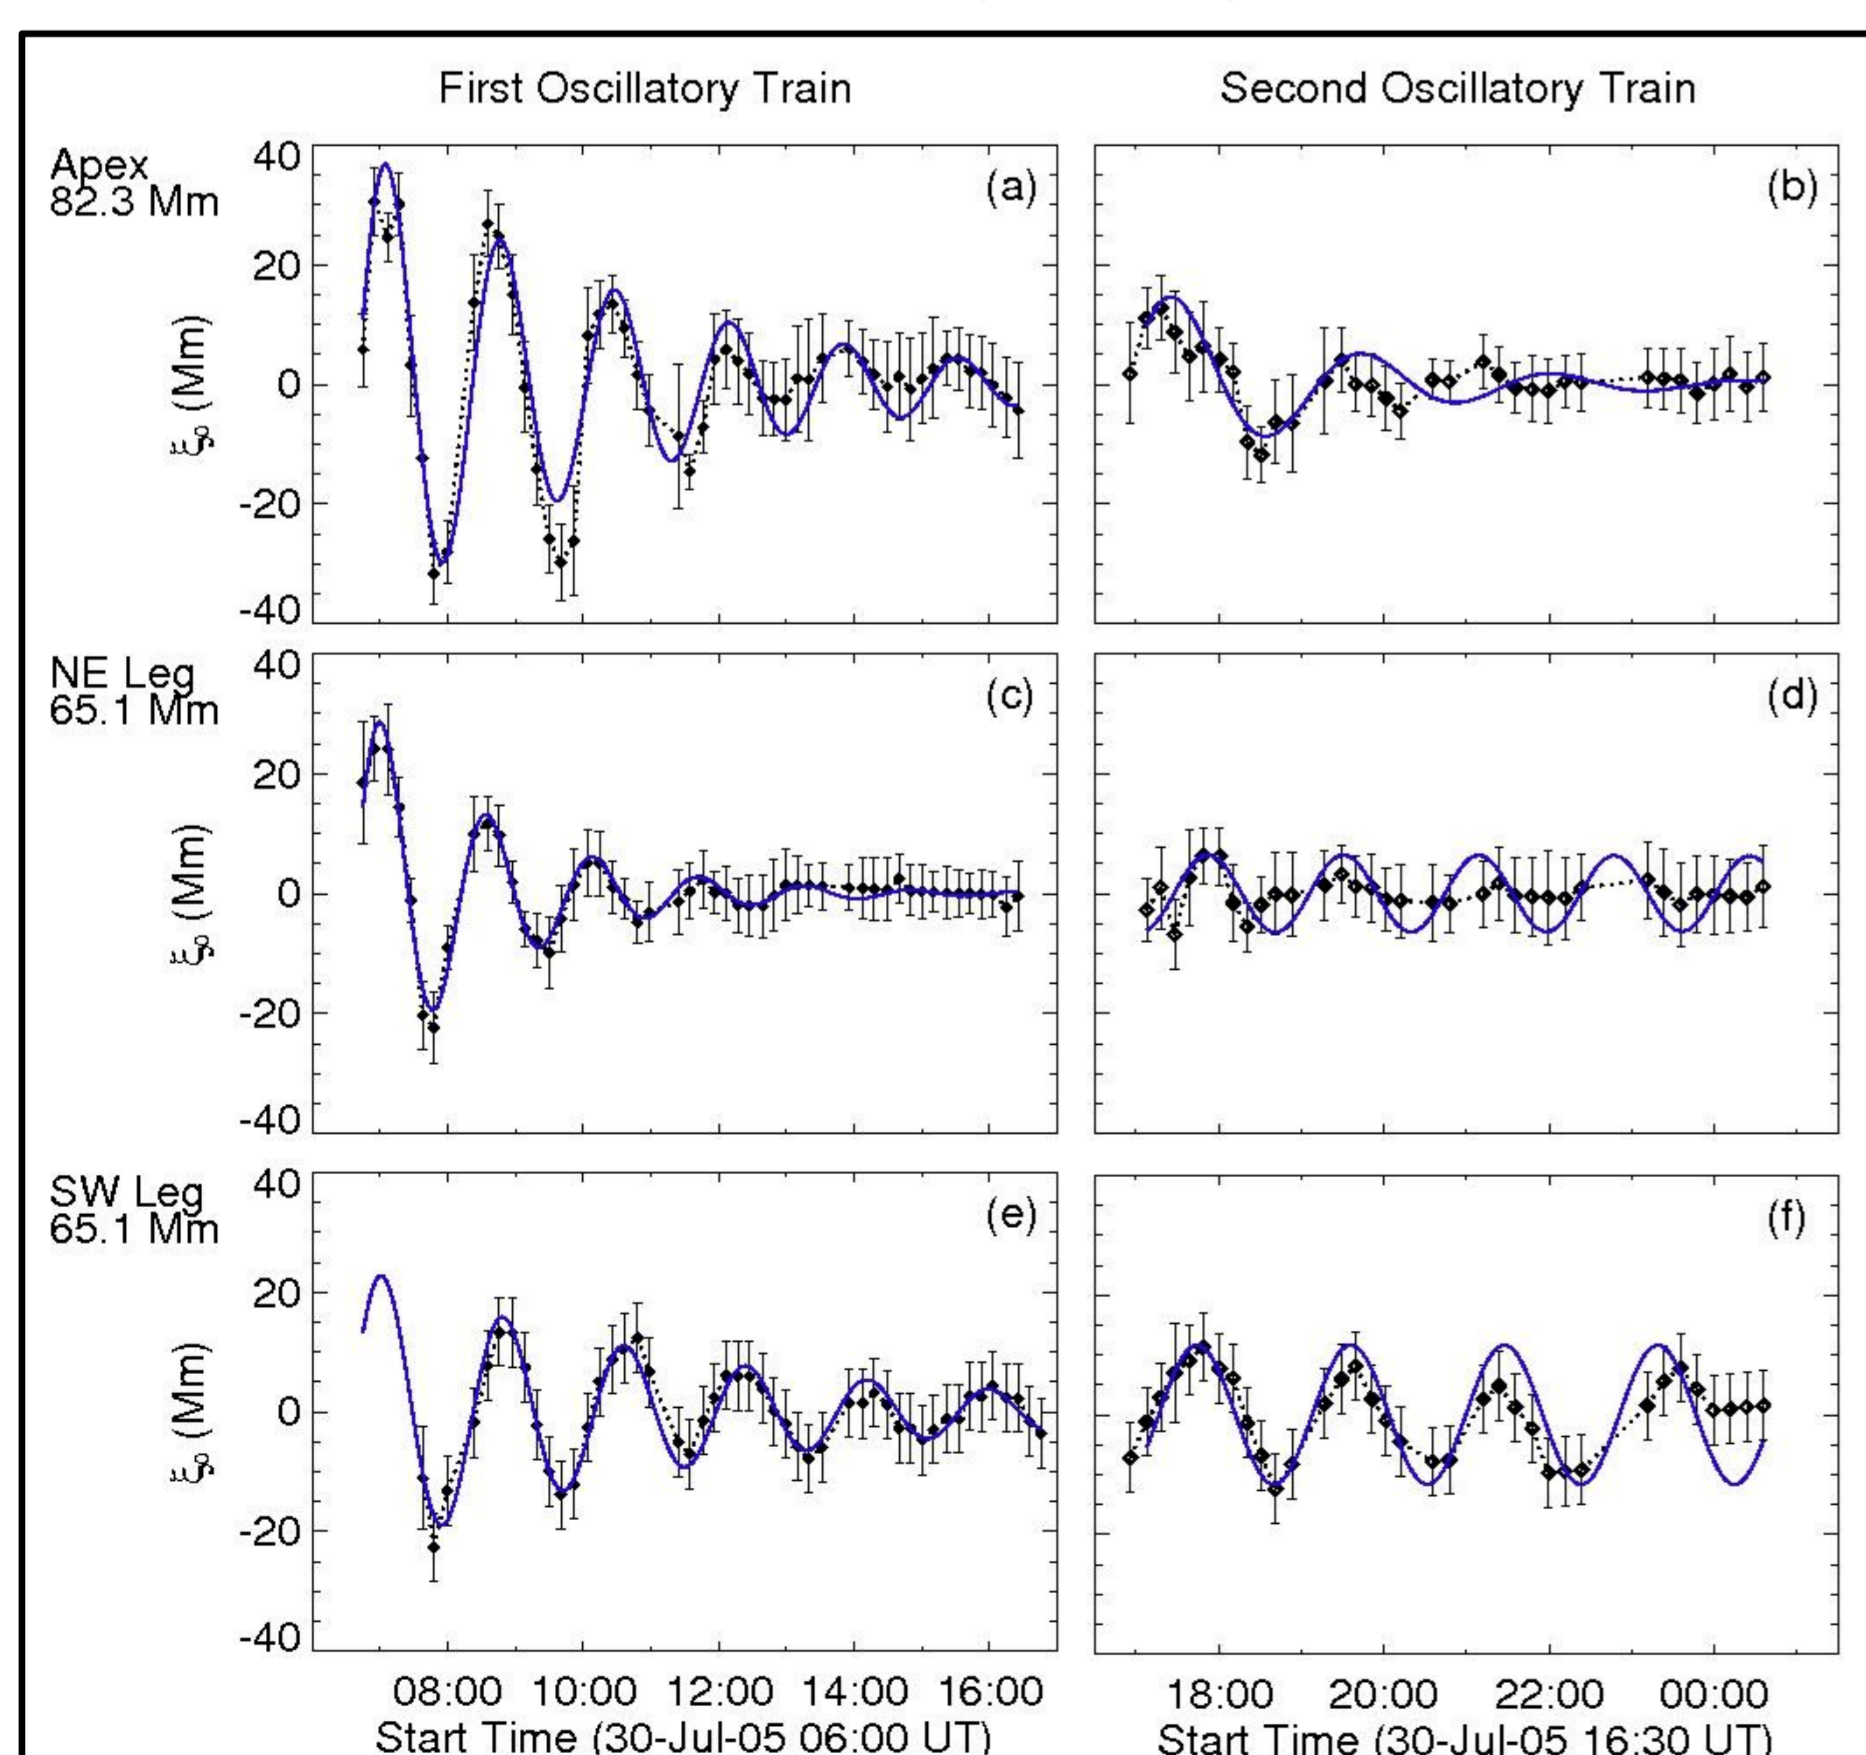 First Oscillatory Train
Second Oscillatory Train
Apex
82.3 Mm
40
20
0
-20
-40
ξ₀ (Mm)
(a)
(b)
NE Leg
65.1 Mm
40
20
0
-20
-40
ξ₀ (Mm)
(c)
(d)
SW Leg
65.1 Mm
40
20
0
-20
-40
ξ₀ (Mm)
(e)
(f)
08:00 10:00 12:00 14:00 16:00
Start Time (30-Jul-05 06:00 UT)
18:00 20:00 22:00 00:00
Start Time (30-Jul-05 16:30 UT)